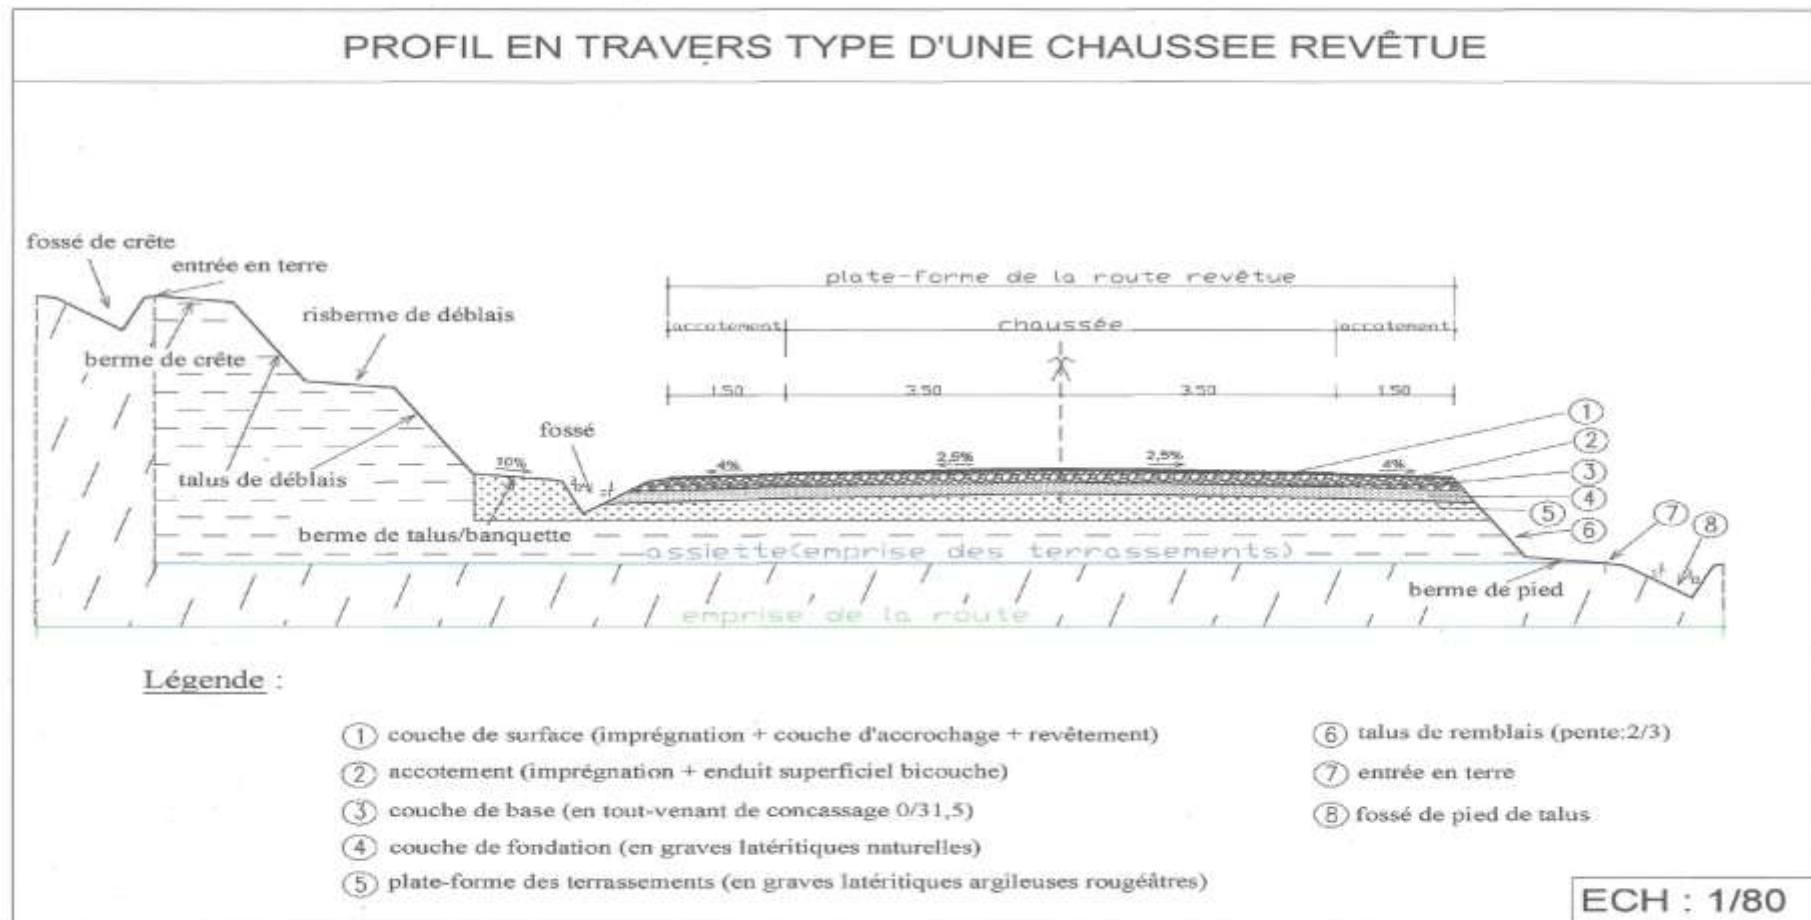 PROFIL EN TRAVERS TYPE D'UNE CHAUSSEE REVÊTUE
fossé de crête
entrée en terre
risberme de déblais
berme de crête
talus de déblais
fossé
berme de talus/banquette
plate-forme de la route revêtue
accotement chaussée accotement
1.50 3.50 3.50 1.50
10% 4% 2,5% 2,5% 4%
1
2
3
4
5
6
7
8
assiette(emprise des terrassements)
berme de pied
emprise de la route
Légende :
1 couche de surface (imprégnation + couche d'accrochage + revêtement)
2 accotement (imprégnation + enduit superficiel bicouche)
3 couche de base (en tout-venant de concassage 0/31,5)
4 couche de fondation (en graves latéritiques naturelles)
5 plate-forme des terrassements (en graves latéritiques argileuses rougéâtres)
6 talus de remblais (pente:2/3)
7 entrée en terre
8 fossé de pied de talus
ECH : 1/80